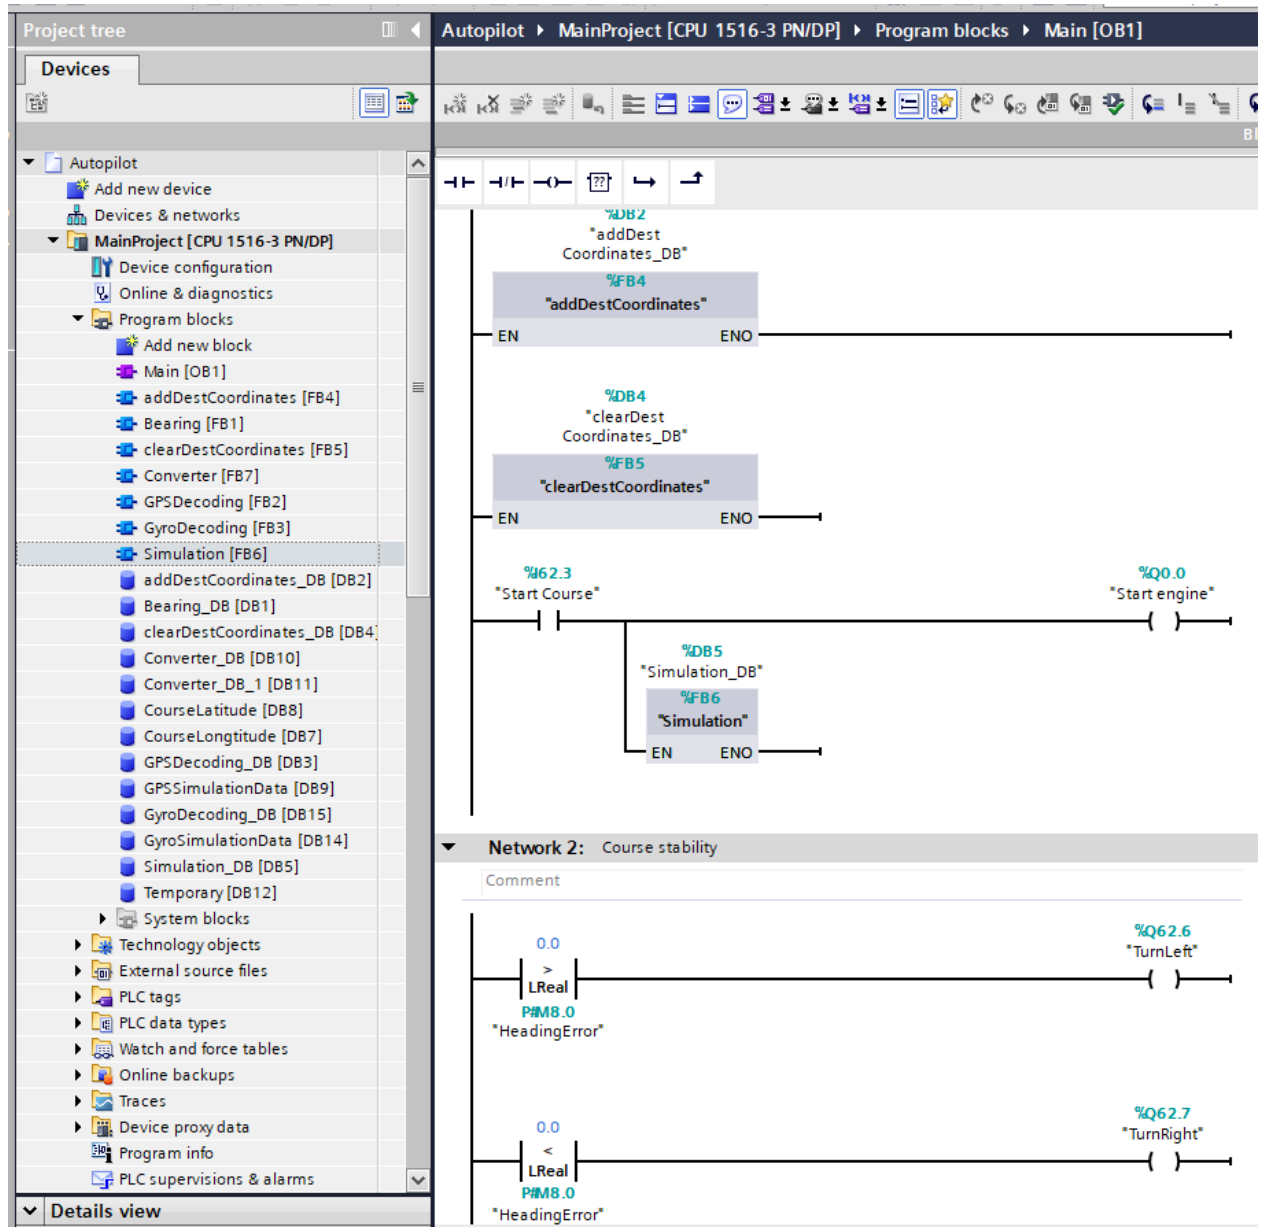 Project tree
Devices
Autopilot
Add new device
Devices & networks
MainProject [CPU 1516-3 PN/DP]
Device configuration
Online & diagnostics
Program blocks
Add new block
Main [OB1]
addDestCoordinates [FB4]
Bearing [FB1]
clearDestCoordinates [FB5]
Converter [FB7]
GPSDecoding [FB2]
GyroDecoding [FB3]
Simulation [FB6]
addDestCoordinates_DB [DB2]
Bearing_DB [DB1]
clearDestCoordinates_DB [DB4]
Converter_DB [DB10]
Converter_DB_1 [DB11]
CourseLatitude [DB8]
CourseLongtitude [DB7]
GPSDecoding_DB [DB3]
GPSSimulationData [DB9]
GyroDecoding_DB [DB15]
GyroSimulationData [DB14]
Simulation_DB [DB5]
Temporary [DB12]
System blocks
Technology objects
External source files
PLC tags
PLC data types
Watch and force tables
Online backups
Traces
Device proxy data
Program info
PLC supervisions & alarms
Details view
Autopilot MainProject [CPU 1516-3 PN/DP] Program blocks Main [OB1]
??
%DB2
"addDest
Coordinates_DB"
%FB4
"addDestCoordinates"
EN ENO
%DB4
"clearDest
Coordinates_DB"
%FB5
"clearDestCoordinates"
EN ENO
%I62.3 %Q0.0
"Start Course" "Start engine"
%DB5
"Simulation_DB"
%FB6
"Simulation"
EN ENO
Network 2: Course stability
Comment
%Q62.6
0.0 "TurnLeft"
>
LReal
P#M8.0
"HeadingError"
%Q62.7
0.0 "TurnRight"
<
LReal
P#M8.0
"HeadingError"